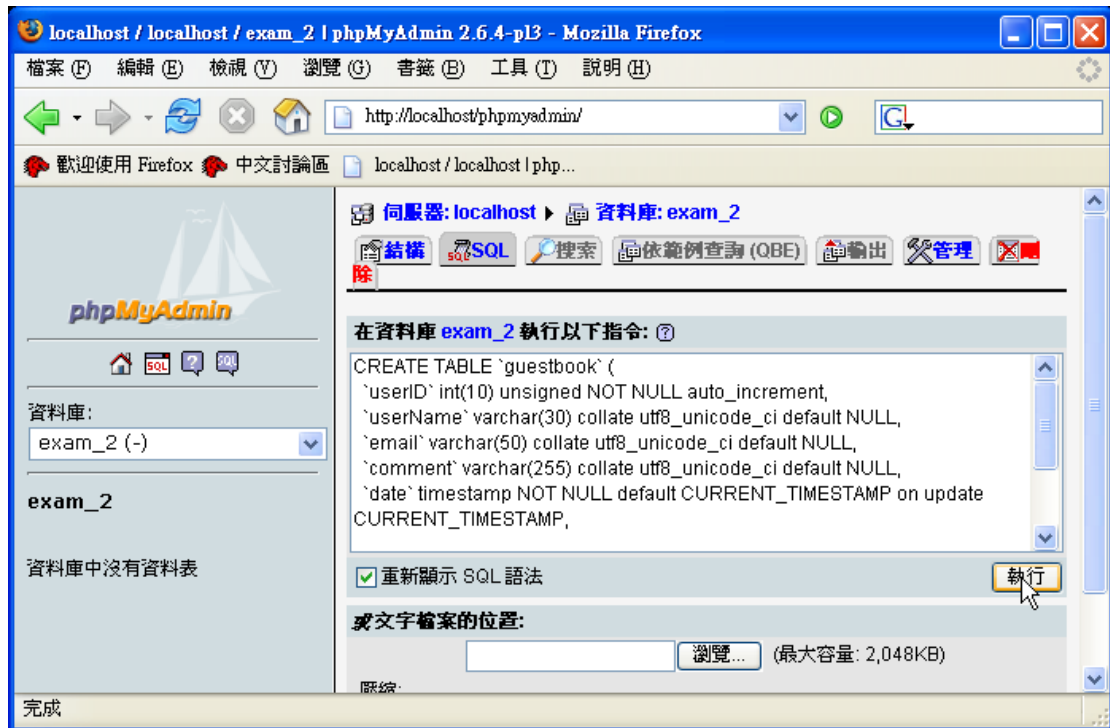 localhost / localhost / exam_2 | phpMyAdmin 2.6.4-pl3 - Mozilla Firefox
檔案 (F) 編輯 (E) 檢視 (V) 瀏覽 (G) 書籤 (B) 工具 (T) 說明 (H)
http://localhost/phpmyadmin/
G
歡迎使用 Firefox 中文討論區 localhost / localhost | php...
phpMyAdmin
SQL SQL
資料庫:
exam_2 (-)
exam_2
資料庫中沒有資料表
伺服器: localhost 資料庫: exam_2
結構 SQL 搜索 依範例查詢 (QBE) 輸出 管理 刪
除
在資料庫 exam_2 執行以下指令:
CREATE TABLE `guestbook` (
`userID` int(10) unsigned NOT NULL auto_increment,
`userName` varchar(30) collate utf8_unicode_ci default NULL,
`email` varchar(50) collate utf8_unicode_ci default NULL,
`comment` varchar(255) collate utf8_unicode_ci default NULL,
`date` timestamp NOT NULL default CURRENT_TIMESTAMP on update
CURRENT_TIMESTAMP,
重新顯示 SQL 語法 執行
或文字檔案的位置:
瀏覽... (最大容量: 2,048KB)
壓縮:
完成